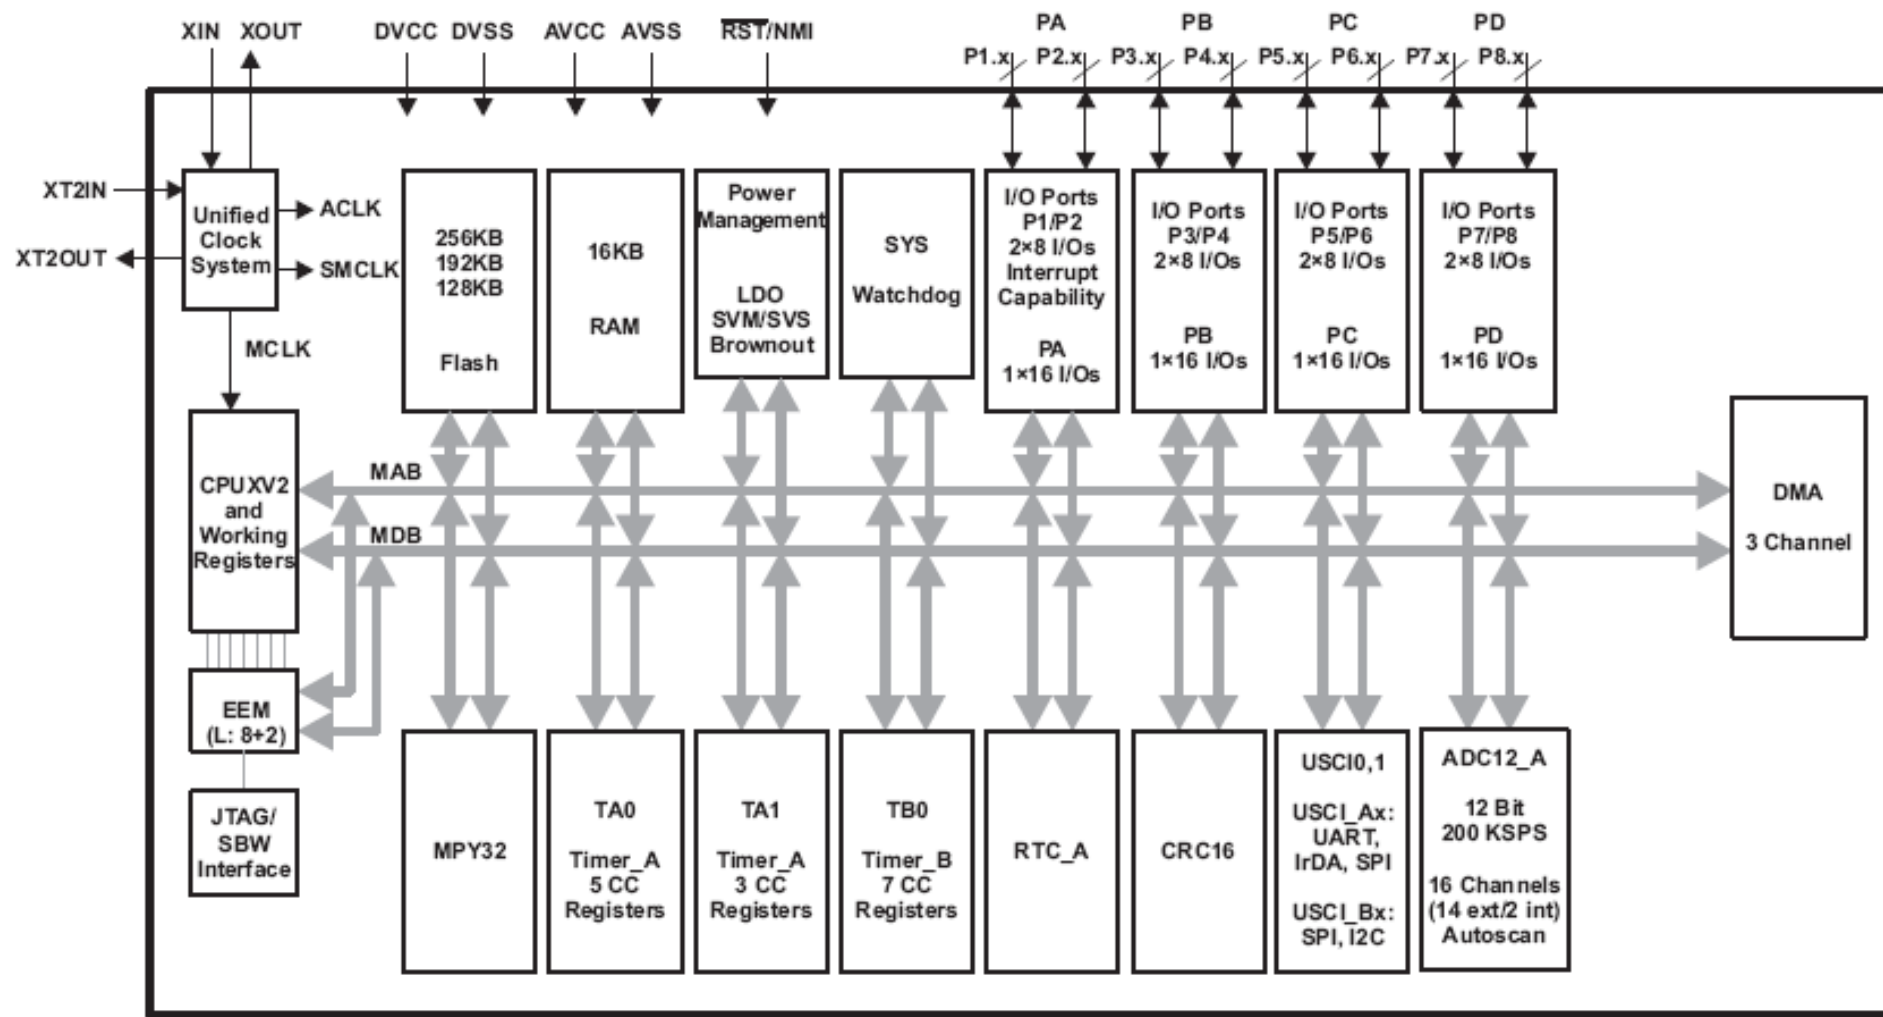 XIN XOUT DVCC DVSS AVCC AVSS RST/NMI
PA PB PC PD
P1.x P2.x P3.x P4.x P5.x P6.x P7.x P8.x
XT2IN
XT2OUT
Unified
Clock
System
ACLK
SMCLK
MCLK
256KB
192KB
128KB
Flash
16KB
RAM
Power
Management
LDO
SVM/SVS
Brownout
SYS
Watchdog
I/O Ports
P1/P2
2×8 I/Os
Interrupt
Capability
PA
1×16 I/Os
I/O Ports
P3/P4
2×8 I/Os
PB
1×16 I/Os
I/O Ports
P5/P6
2×8 I/Os
PC
1×16 I/Os
I/O Ports
P7/P8
2×8 I/Os
PD
1×16 I/Os
CPUXV2
and
Working
Registers
MAB
MDB
DMA
3 Channel
EEM
(L: 8+2)
JTAG/
SBW
Interface
MPY32
TA0
Timer_A
5 CC
Registers
TA1
Timer_A
3 CC
Registers
TB0
Timer_B
7 CC
Registers
RTC_A
CRC16
USCI0,1
USCI_Ax:
UART,
IrDA, SPI
USCI_Bx:
SPI, I2C
ADC12_A
12 Bit
200 KSPS
16 Channels
(14 ext/2 int)
Autoscan